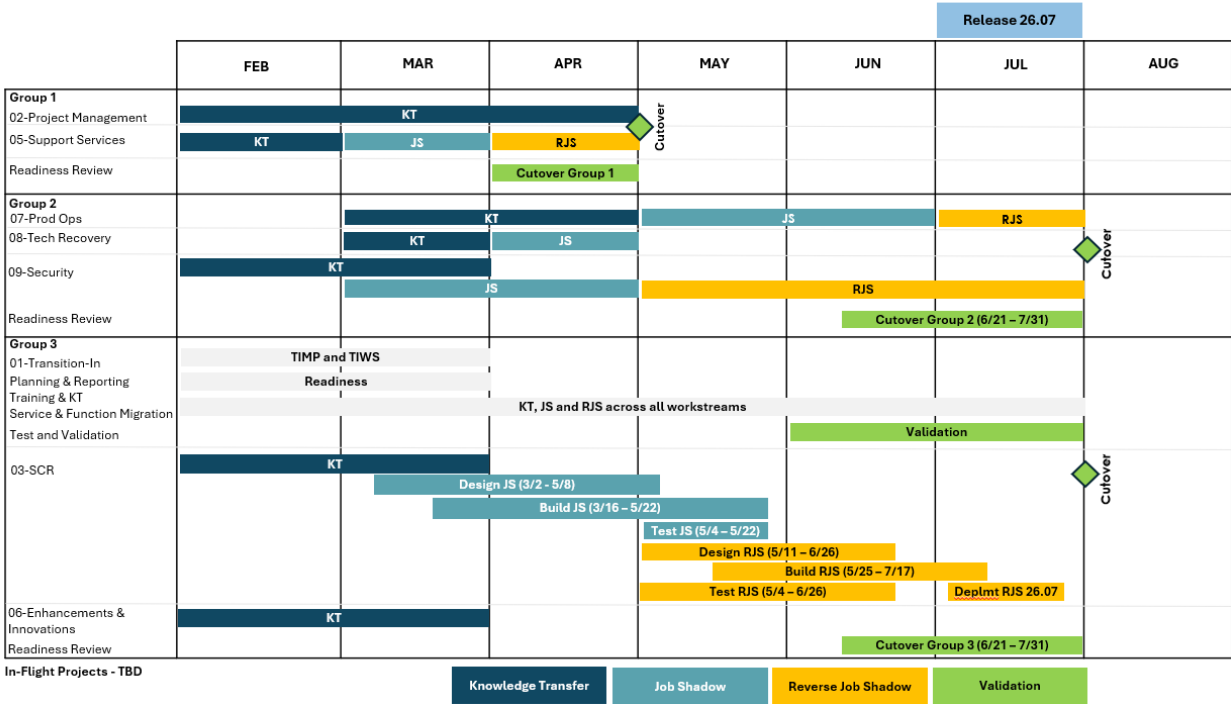 Release 26.07
FEB MAR APR MAY JUN JUL AUG
Group 1
02-Project Management
KT
Cutover
05-Support Services
KT JS RJS
Readiness Review
Cutover Group 1
Group 2
07-Prod Ops
KT JS RJS
08-Tech Recovery
KT JS
Cutover
09-Security
KT
JS RJS
Readiness Review
Cutover Group 2 (6/21 – 7/31)
Group 3
01-Transition-In
TIMP and TIWS
Planning & Reporting
Readiness
Training & KT
Service & Function Migration
KT, JS and RJS across all workstreams
Test and Validation
Validation
03-SCR
KT
Cutover
Design JS (3/2 - 5/8)
Build JS (3/16 – 5/22)
Test JS (5/4 – 5/22)
Design RJS (5/11 – 6/26)
Build RJS (5/25 – 7/17)
Test RJS (5/4 – 6/26)
Deplmt RJS 26.07
06-Enhancements &
Innovations
KT
Readiness Review
Cutover Group 3 (6/21 – 7/31)
In-Flight Projects - TBD
Knowledge Transfer
Job Shadow
Reverse Job Shadow
Validation